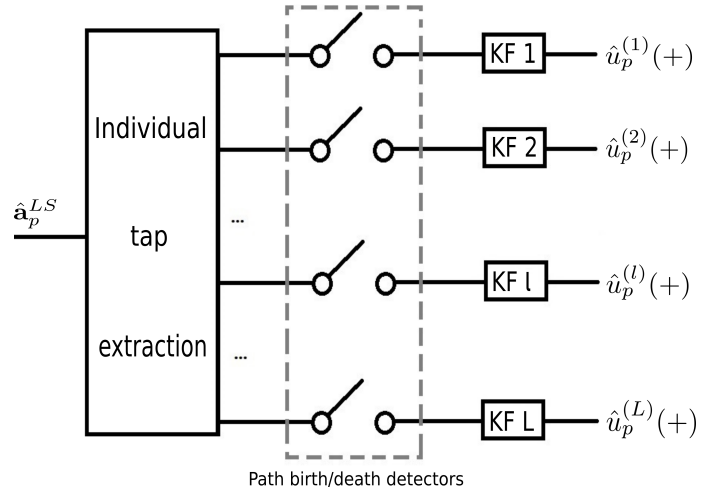 KF 1
û_p^{(1)}(+)
Individual
KF 2
û_p^{(2)}(+)
â_p^{LS}
...
tap
KF l
û_p^{(l)}(+)
extraction
...
KF L
û_p^{(L)}(+)
Path birth/death detectors